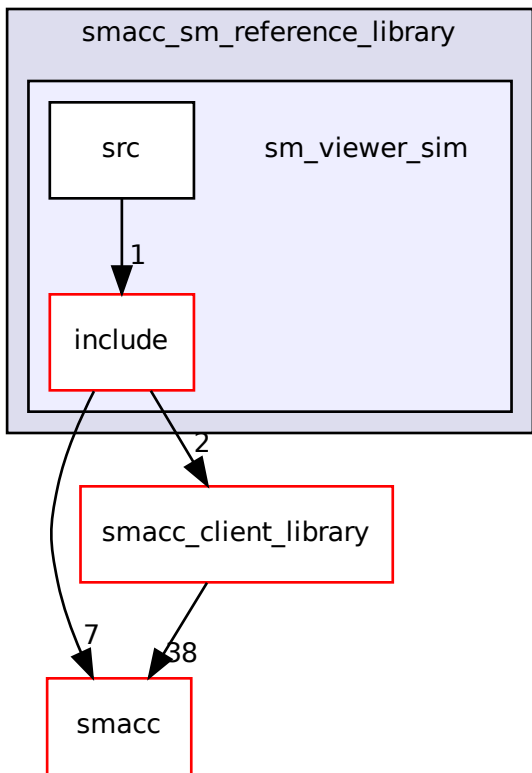 smacc_sm_reference_library
src
sm_viewer_sim
1
include
2
smacc_client_library
7
38
smacc